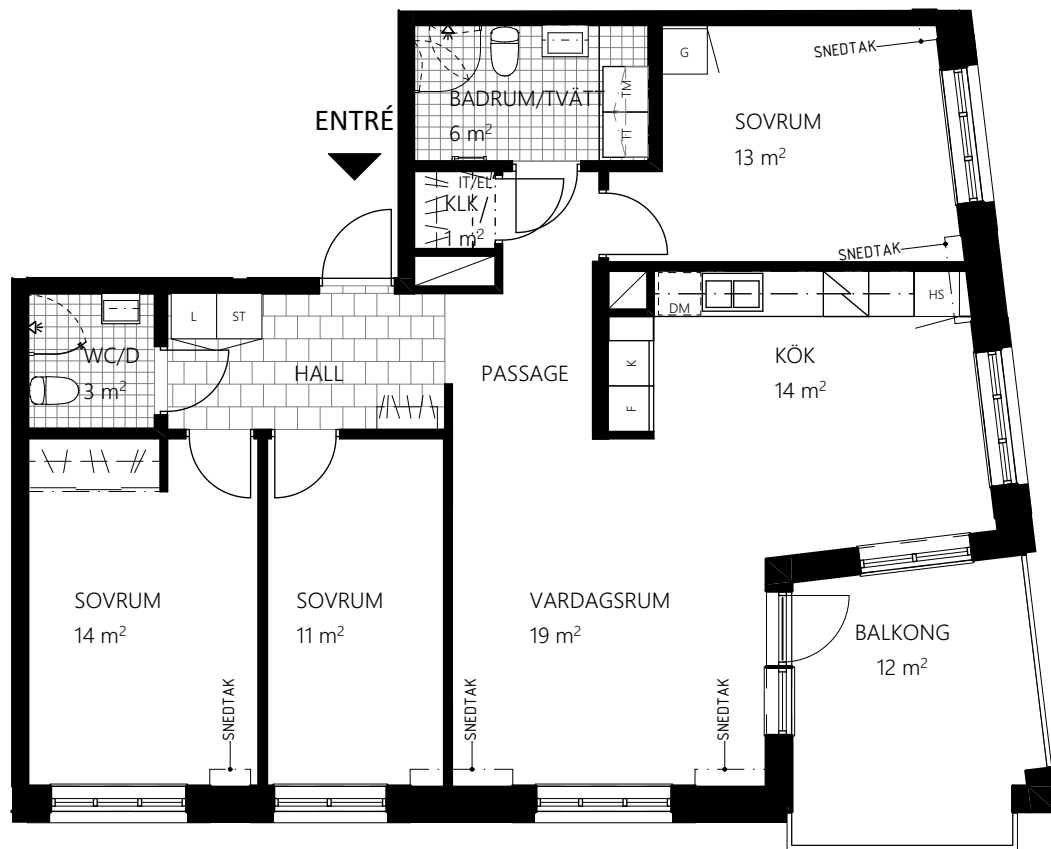 SNEDTAK
G
TM
BADRUM/TVÄTT
6 m²
TT
ENTRÉ
SOVRUM
13 m²
IT/EL
KLK
1 m²
SNEDTAK
L
ST
DM
HS
WC/D
3 m²
HALL
PASSAGE
K
KÖK
14 m²
F
SOVRUM
14 m²
SOVRUM
11 m²
VARDAGSRUM
19 m²
BALKONG
12 m²
SNEDTAK
SNEDTAK
SNEDTAK